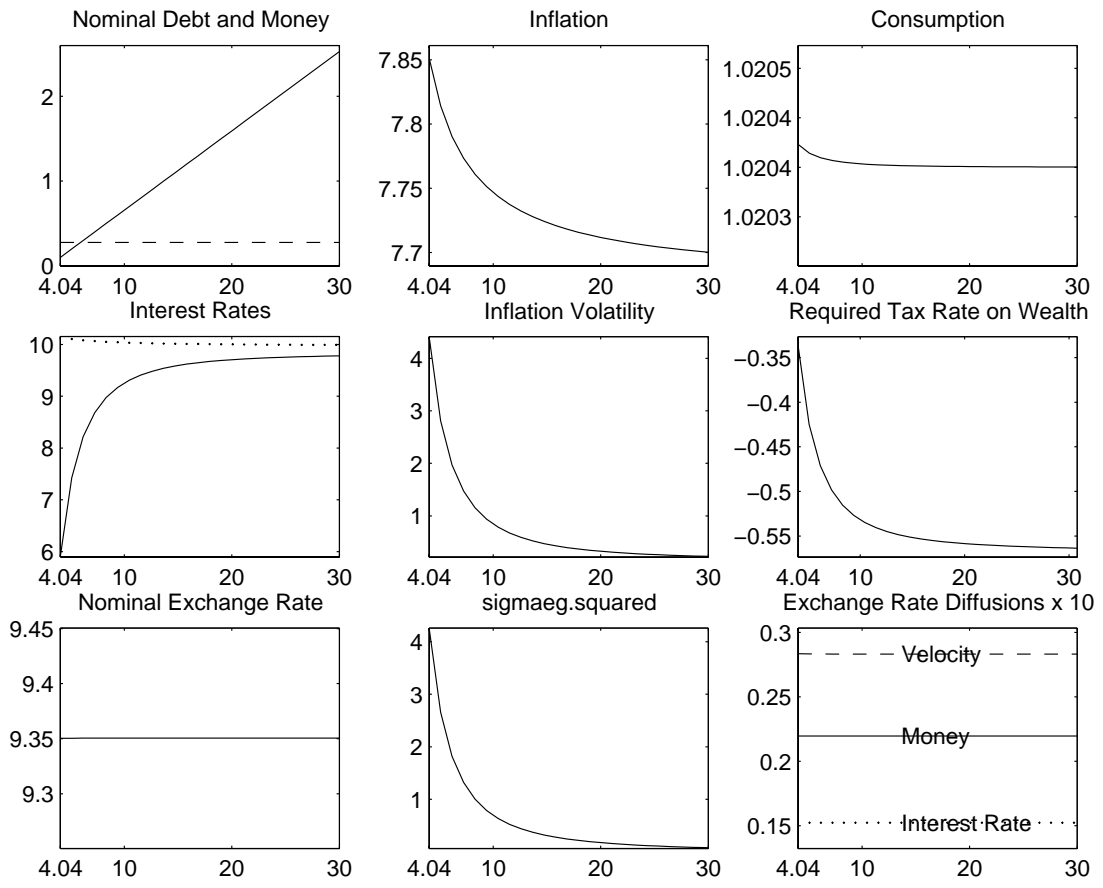 Nominal Debt and Money
2
1
0
4.04 10 20 30
Inflation
7.85
7.8
7.75
7.7
10 20 30
4.04
Consumption
1.0205
1.0204
1.0204
1.0203
4.04 10 20 30
Interest Rates
10
9
8
7
6
4.04 10 20 30
Inflation Volatility
4
3
2
1
4.04 10 20 30
Required Tax Rate on Wealth
−0.35
−0.4
−0.45
−0.5
−0.55
4.04 10 20 30
Nominal Exchange Rate
9.45
9.4
9.35
9.3
4.04 10 20 30
sigmaeg.squared
4
3
2
1
4.04 10 20 30
Exchange Rate Diffusions x 10
0.3
0.25
0.2
0.15
Velocity
Money
Interest Rate
4.04 10 20 30